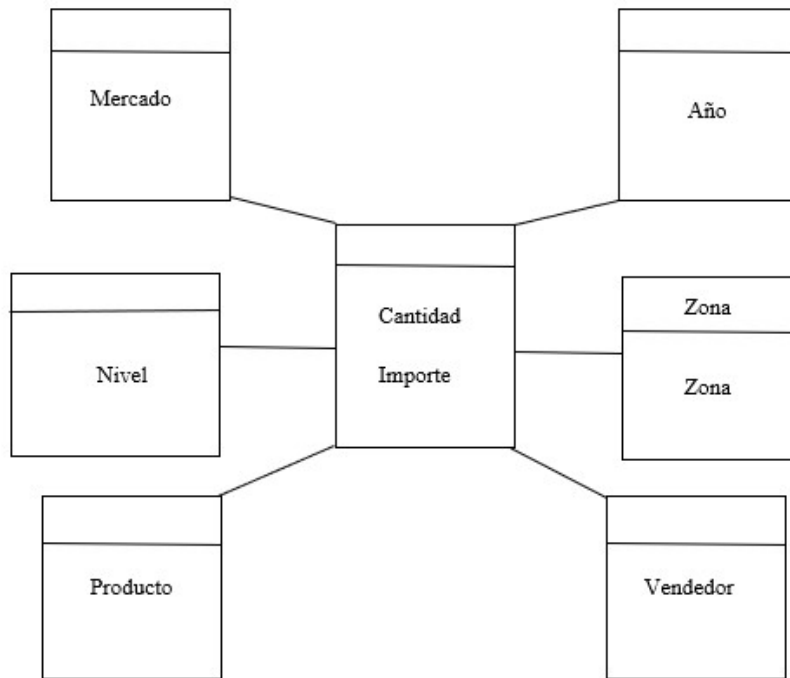 Mercado
Año
Cantidad
Importe
Zona
Zona
Nivel
Producto
Vendedor